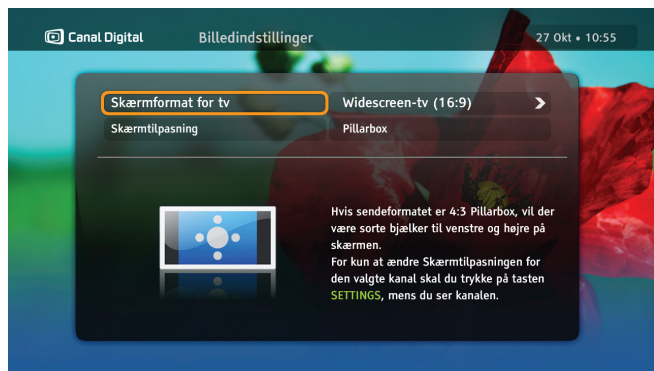 Canal Digital
Billedindstillinger
27 Okt • 10:55
Skærmformat for tv
Widescreen-tv (16:9)
Skærmtilpasning
Pillarbox
Hvis sendeformatet er 4:3 Pillarbox, vil der
være sorte bjælker til venstre og højre på
skærmen.
For kun at ændre Skærmtilpasningen for
den valgte kanal skal du trykke på tasten
SETTINGS, mens du ser kanalen.